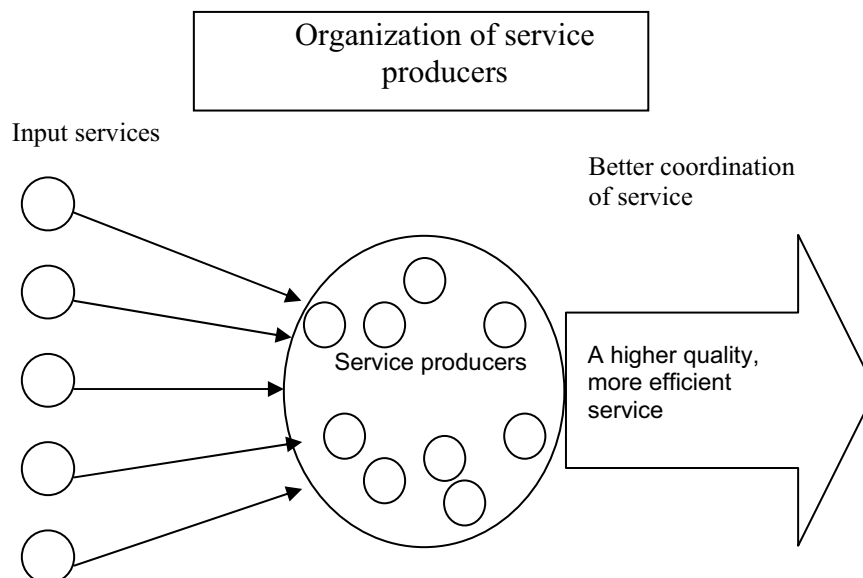 Organization of service
producers
Input services
Better coordination
of service
Service producers
A higher quality,
more efficient
service